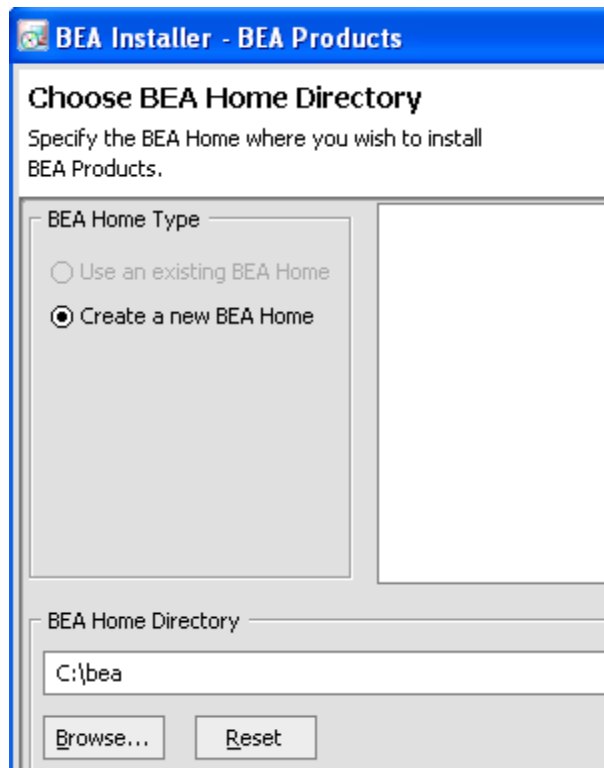 BEA Installer - BEA Products
Choose BEA Home Directory
Specify the BEA Home where you wish to install
BEA Products.
BEA Home Type
Use an existing BEA Home
Create a new BEA Home
BEA Home Directory
C:\bea
Browse...
Reset